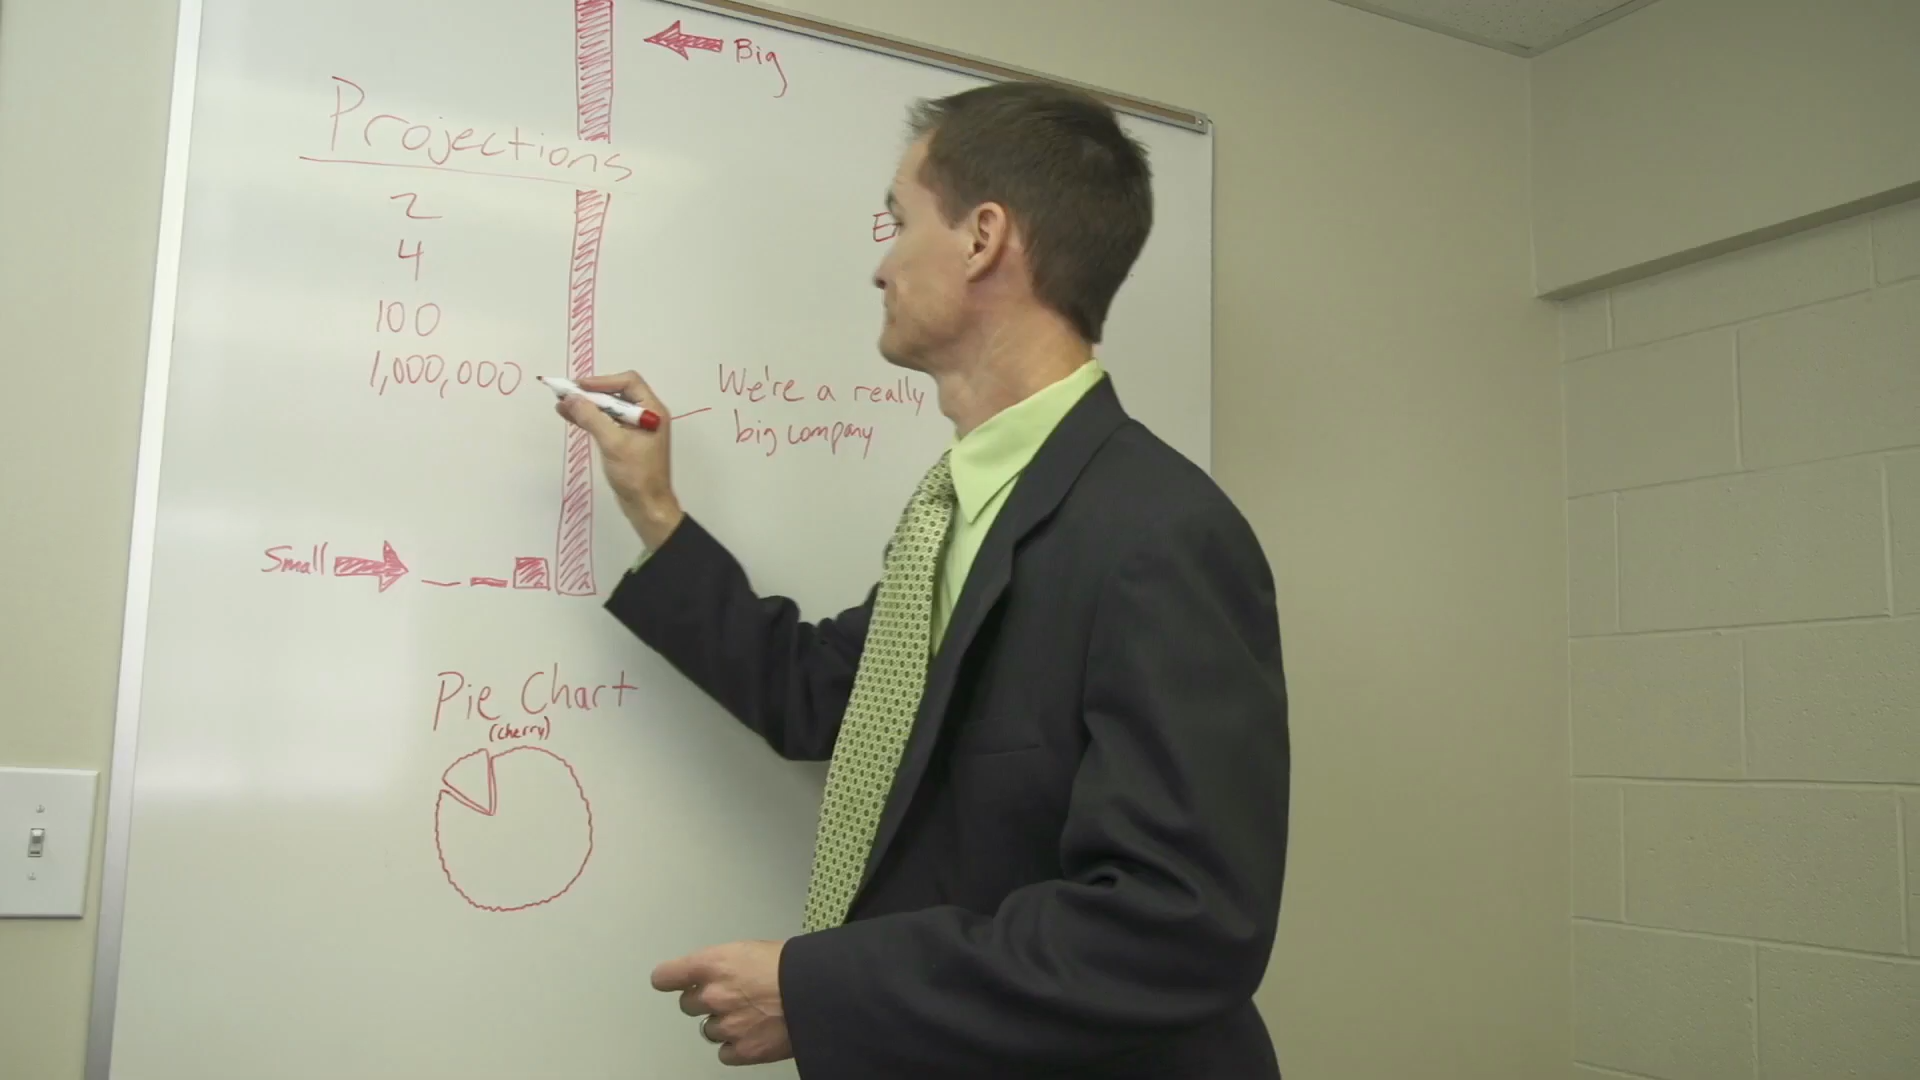 Big
Projections
2
4
100
1,000,000
We're a really
big company
Small
Pie Chart
(cherry)